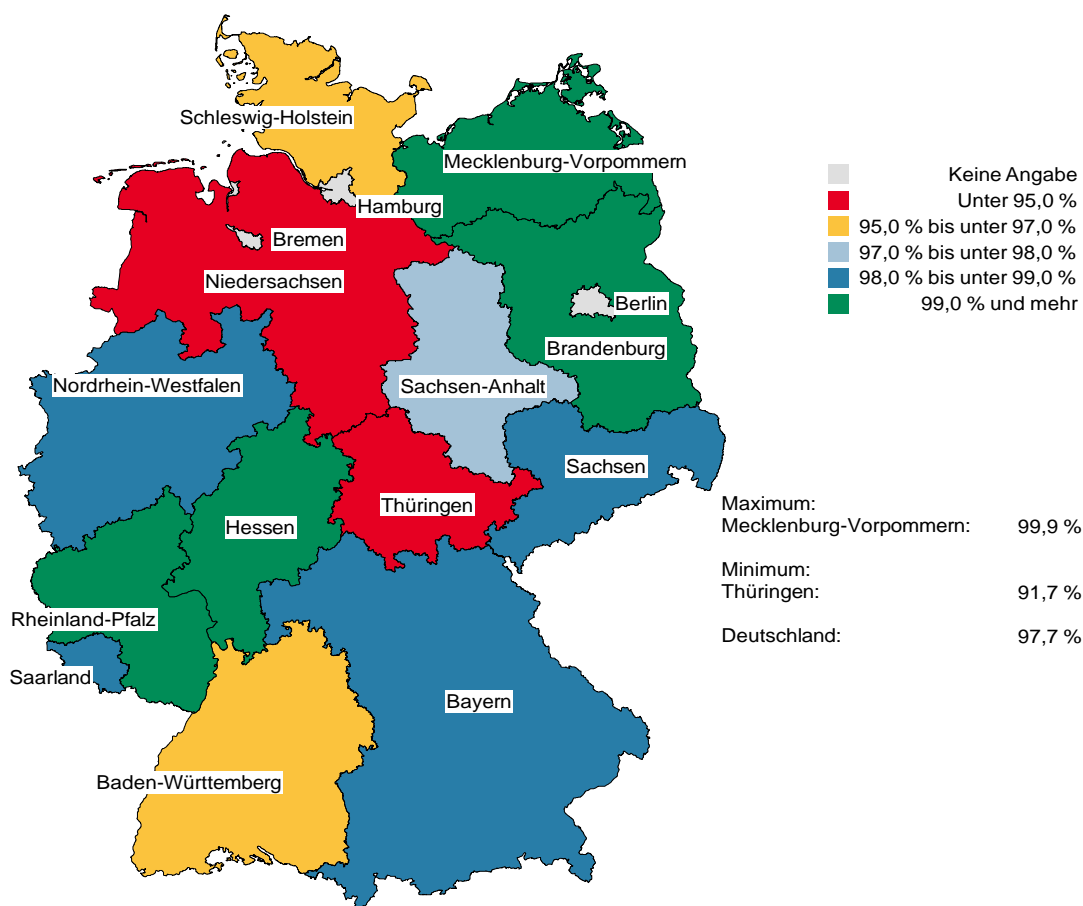 Schleswig-Holstein
Mecklenburg-Vorpommern
Hamburg
Bremen
Niedersachsen
Berlin
Brandenburg
Nordrhein-Westfalen
Sachsen-Anhalt
Sachsen
Thüringen
Hessen
Rheinland-Pfalz
Saarland
Bayern
Baden-Württemberg
Keine Angabe
Unter 95,0 %
95,0 % bis unter 97,0 %
97,0 % bis unter 98,0 %
98,0 % bis unter 99,0 %
99,0 % und mehr
Maximum:
Mecklenburg-Vorpommern: 99,9 %
Minimum:
Thüringen: 91,7 %
Deutschland: 97,7 %